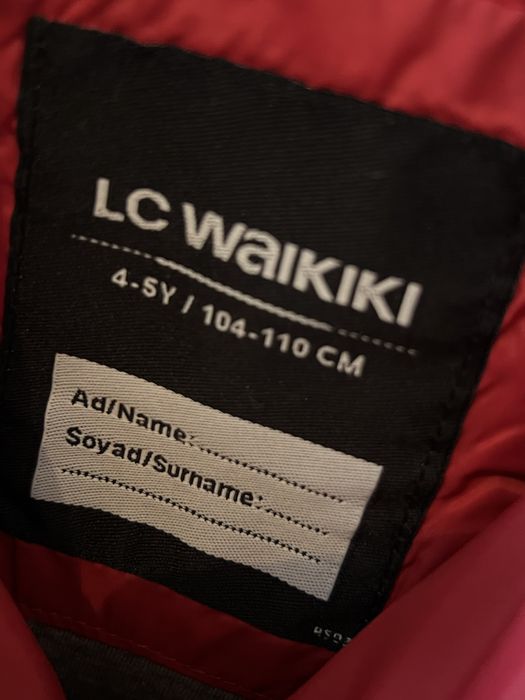 LC WAIKIKI
4-5Y / 104-110 CM
Ad/Name:
Soyad/Surname: